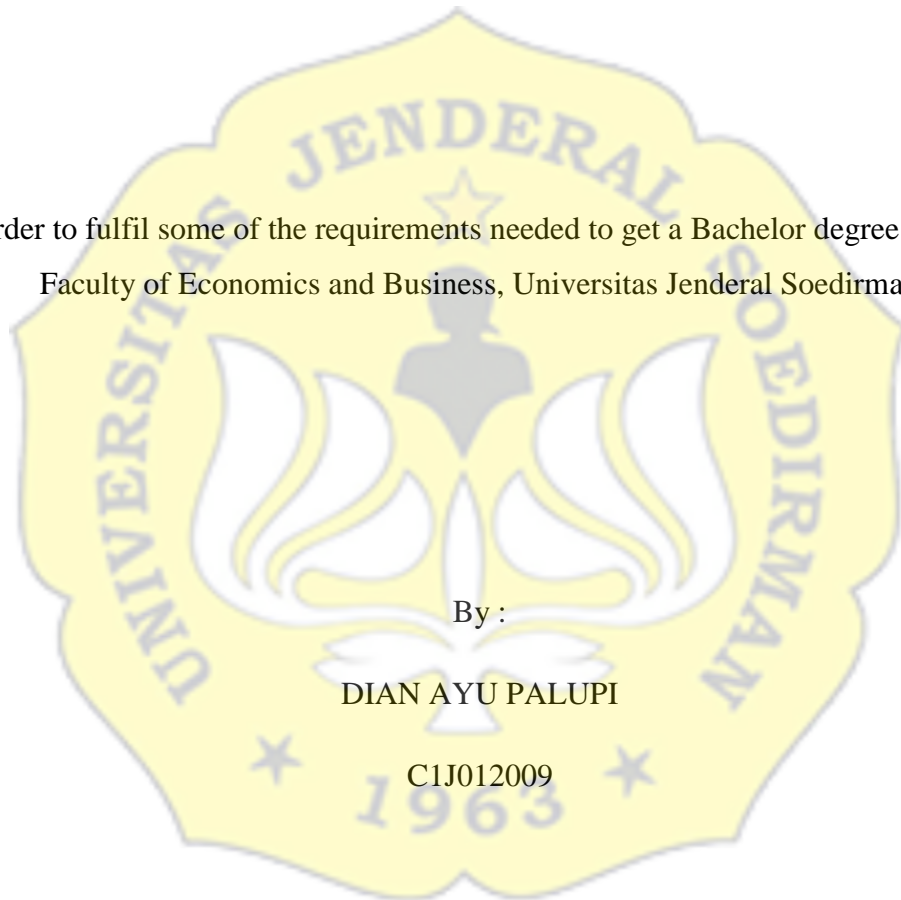 UNIVERSITAS JENDERAL SOEDIRMAN
rder to fulfil some of the requirements needed to get a Bachelor degree
Faculty of Economics and Business, Universitas Jenderal Soedirma
By :
DIAN AYU PALUPI
C1J012009
1963